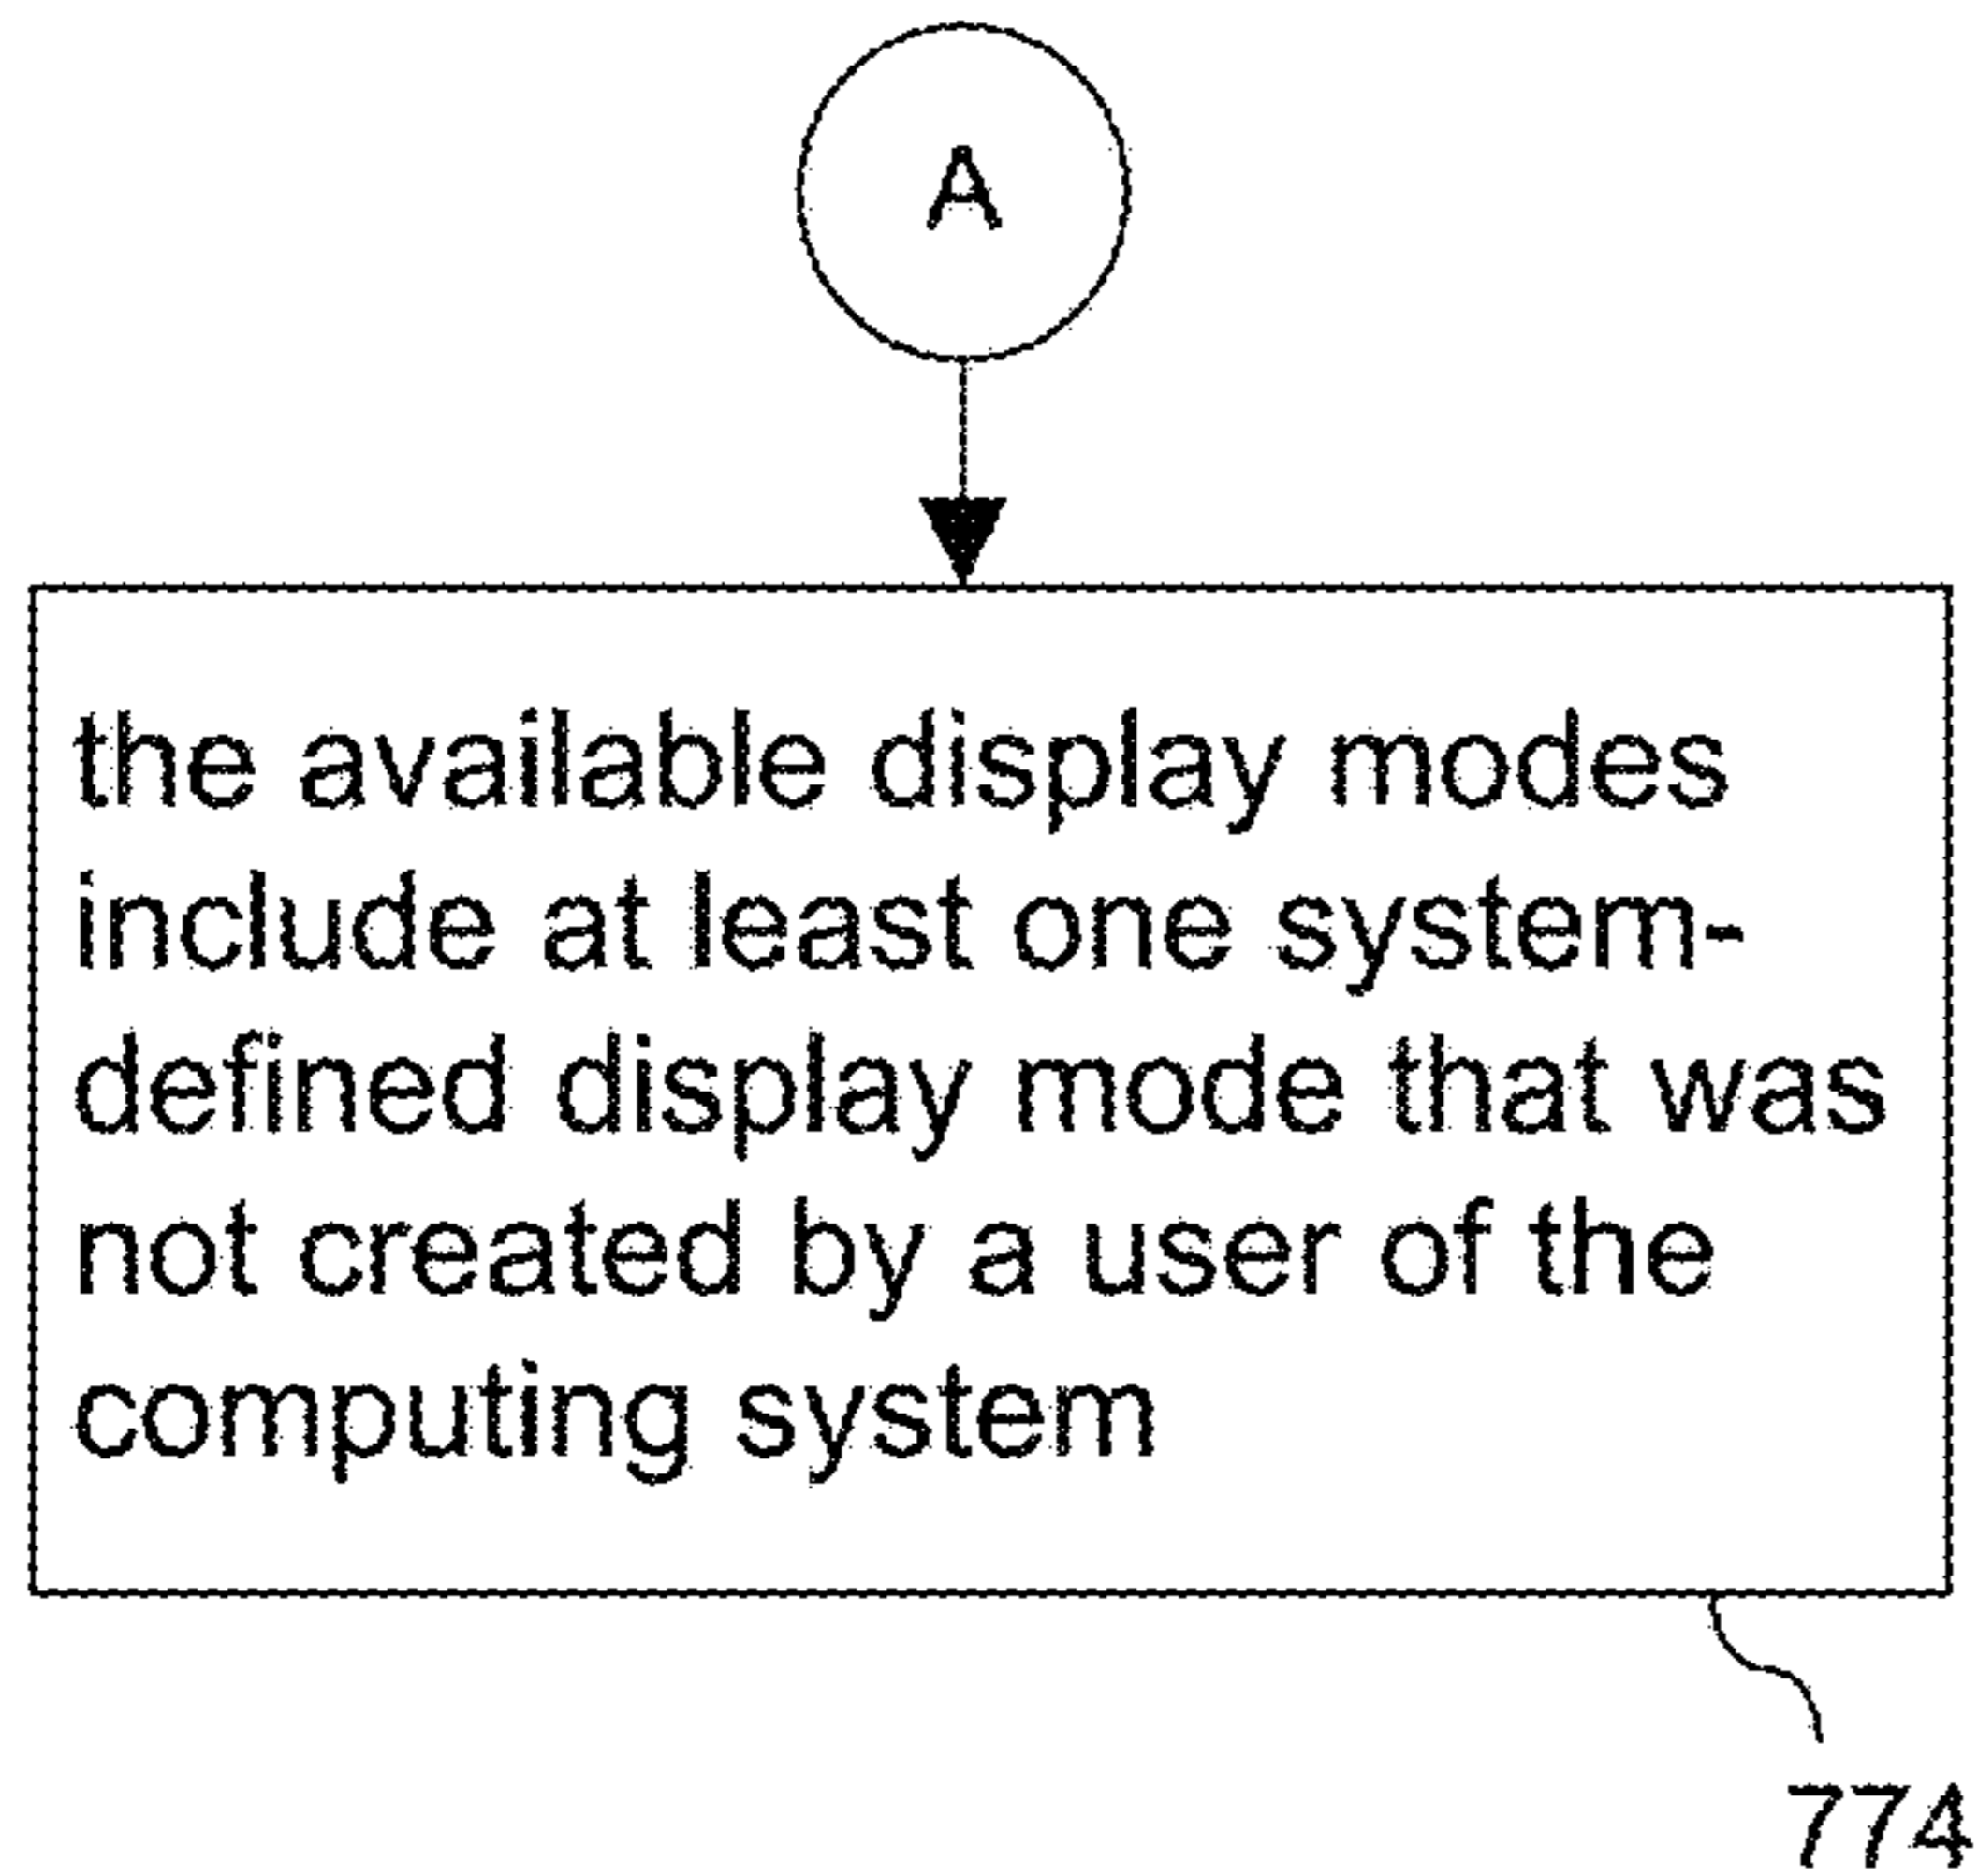 A
the available display modes
include at least one system-
defined display mode that was
not created by a user of the
computing system
774